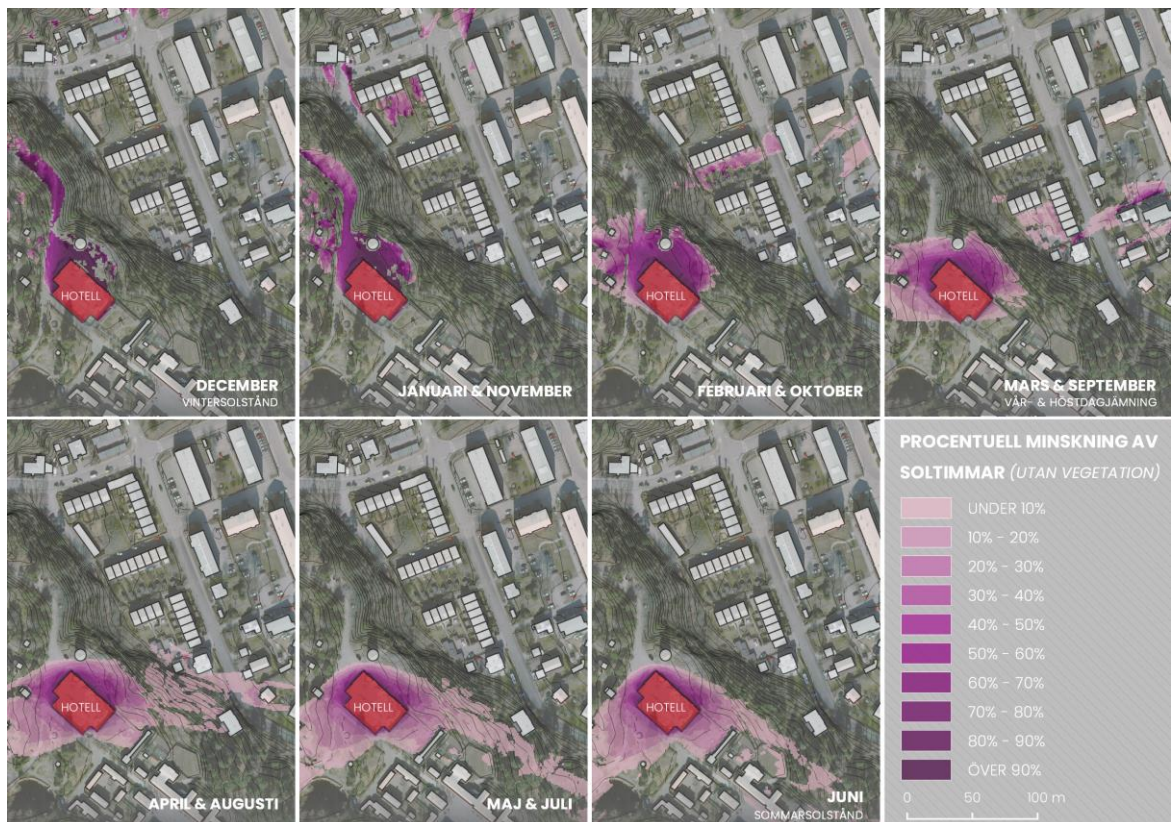 HOTELL
DECEMBER
VINTERSOLSTÅND
HOTELL
JANUARI & NOVEMBER
HOTELL
FEBRUARI & OKTOBER
HOTELL
MARS & SEPTEMBER
VÅR- & HÖSTDAGJÄMNING
HOTELL
APRIL & AUGUSTI
HOTELL
MAJ & JULI
HOTELL
JUNI
SOMMARSOLSTÅND
PROCENTUELL MINSKNING AV
SOLTIMMAR (UTAN VEGETATION)
UNDER 10%
10% - 20%
20% - 30%
30% - 40%
40% - 50%
50% - 60%
60% - 70%
70% - 80%
80% - 90%
ÖVER 90%
0 50 100 m